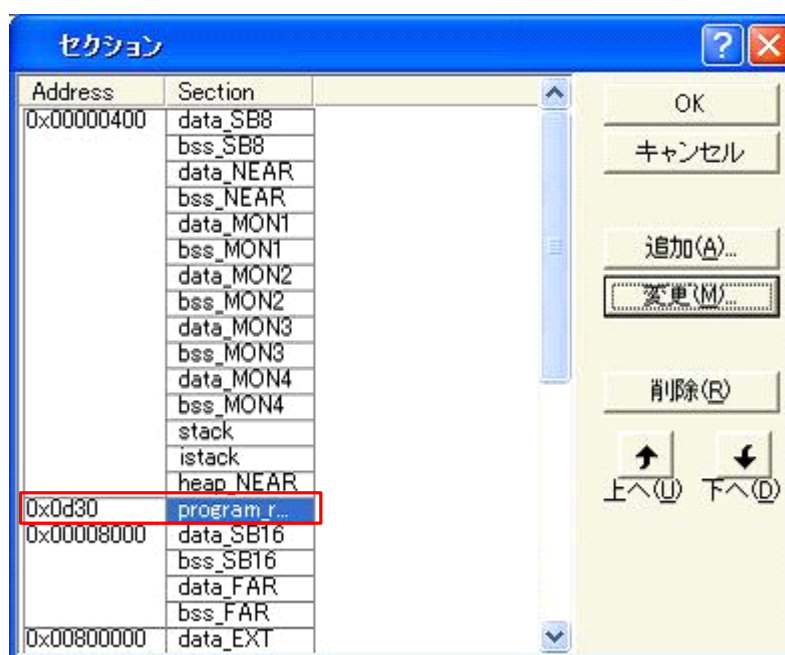 セクション
Address Section
0x00000400 data_SB8
bss_SB8
data_NEAR
bss_NEAR
data_MON1
bss_MON1
data_MON2
bss_MON2
data_MON3
bss_MON3
data_MON4
bss_MON4
stack
istack
heap_NEAR
0x0d30 program_r...
0x00008000 data_SB16
bss_SB16
data_FAR
bss_FAR
0x00800000 data_EXT
OK
キャンセル
追加(A)...
変更(M)...
削除(R)
上へ(U) 下へ(D)